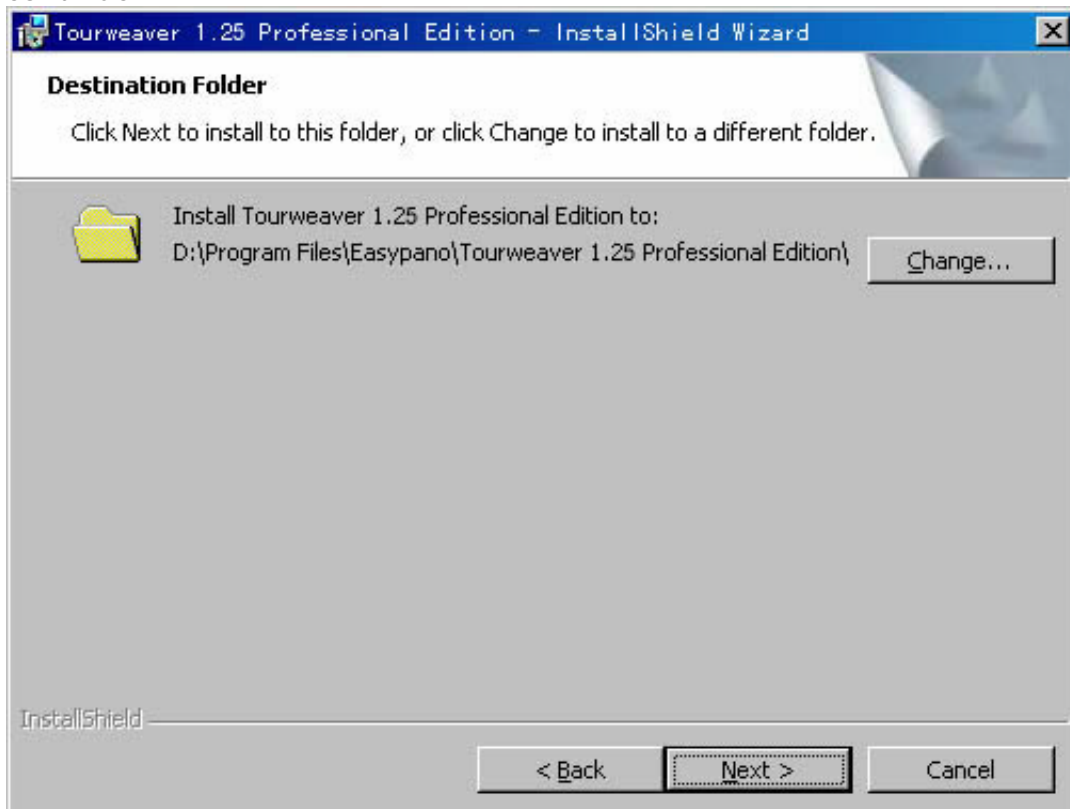 Tourweaver 1.25 Professional Edition - InstallShield Wizard
Destination Folder
Click Next to install to this folder, or click Change to install to a different folder.
Install Tourweaver 1.25 Professional Edition to:
D:\Program Files\Easypano\Tourweaver 1.25 Professional Edition\
Change...
InstallShield
< Back
Next >
Cancel